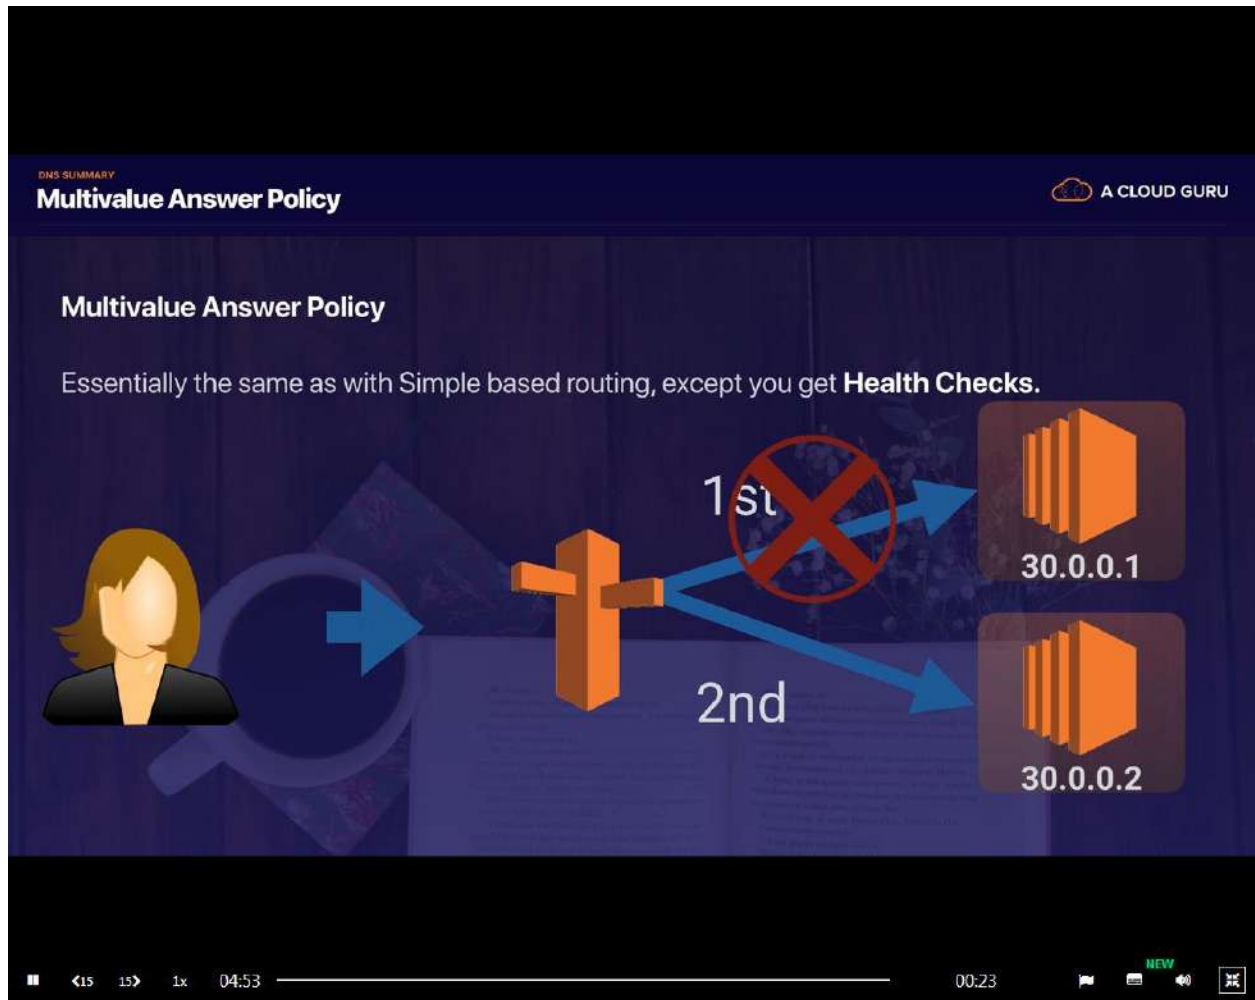 DNS SUMMARY
Multivalue Answer Policy
A CLOUD GURU
Multivalue Answer Policy
Essentially the same as with Simple based routing, except you get Health Checks.
1st
30.0.0.1
2nd
30.0.0.2
15 15 1x 04:53 00:23 NEW